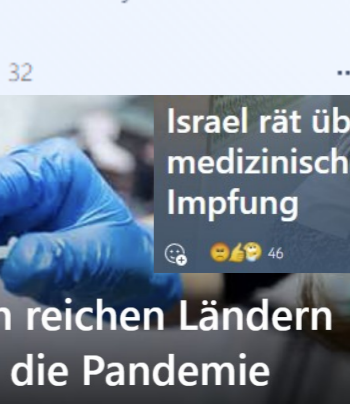 32
Israel rät üb
medizinisch
Impfung
46
n reichen Ländern
die Pandemie